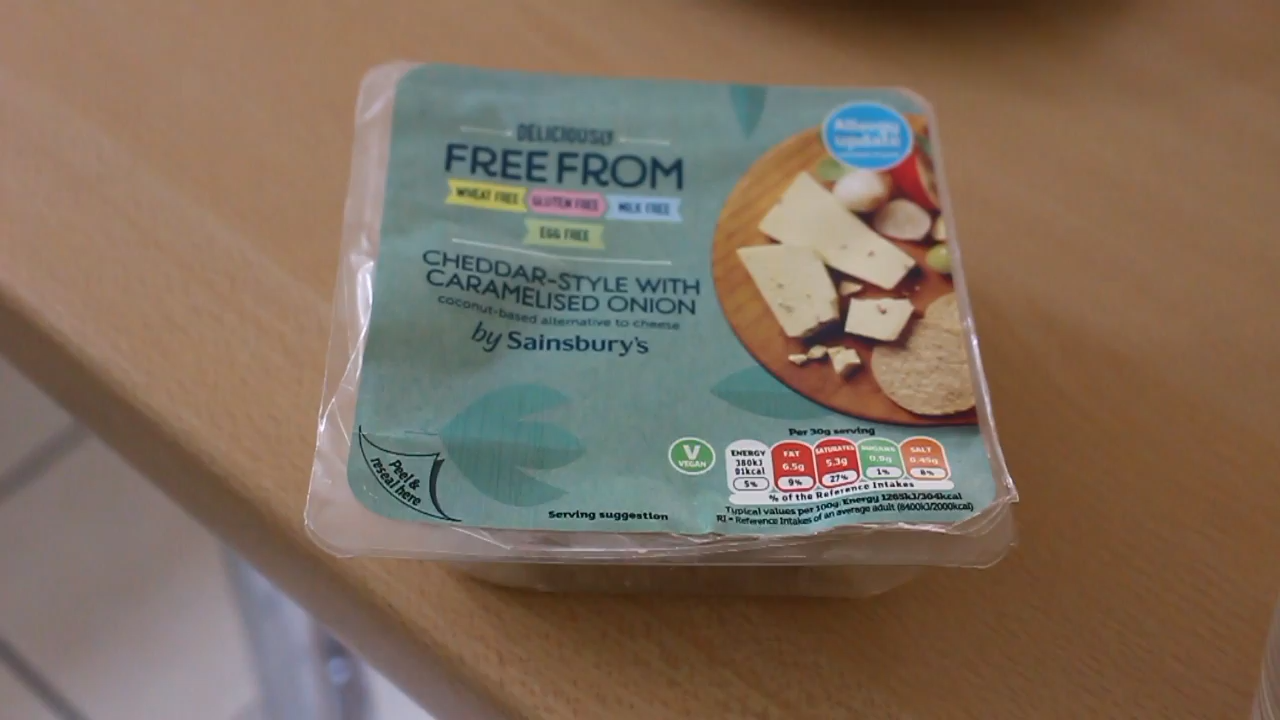 DELICIOUSLY
FREE FROM
WHEAT FREE GLUTEN FREE MILK FREE
EGG FREE
CHEDDAR-STYLE WITH
CARAMELISED ONION
coconut-based alternative to cheese
by Sainsbury's
Allergy
update
Peel &
reseal here
Serving suggestion
Per 30g serving
V
VEGAN
ENERGY FAT SATURATES SUGARS SALT
380kJ 6.5g 5.3g 0.9g 0.49g
91kcal
5% 9% 27% 1% 8%
% of the Reference Intakes
Typical values per 100g: Energy 1265kJ/304kcal
RI = Reference Intakes of an average adult (8400kJ/2000kcal)